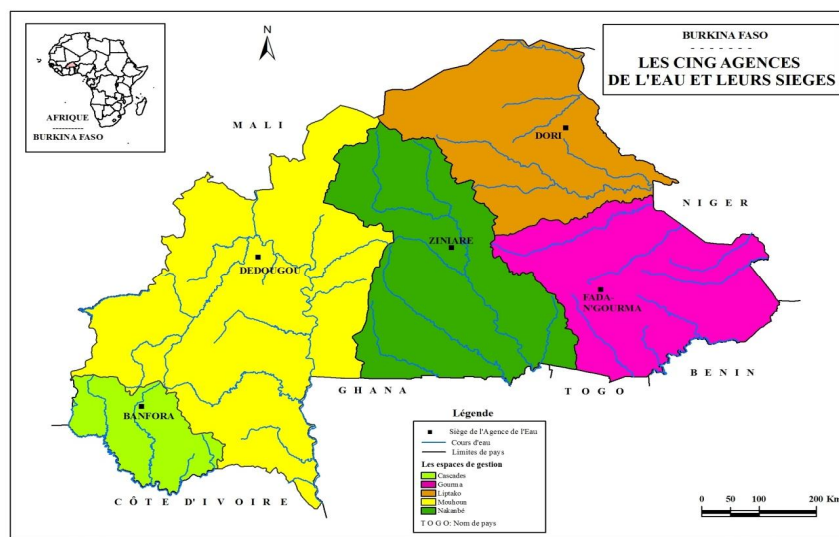 BURKINA FASO
- - - - - - -
LES CINQ AGENCES
DE L'EAU ET LEURS SIEGES
AFRIQUE
----------
BURKINA FASO
N
M A L I
DORI
N I G E R
ZINIARE
DEDOUGOU
FADA-
N'GOURMA
B E N I N
G H A N A
T O G O
BANFORA
C Ô T E D'I V O I R E
Légende
Siège de l'Agence de l'Eau
Cours d'eau
Limites de pays
Les espaces de gestion
Cascades
Gourma
Liptako
Mouhoun
Nakanbé
T O G O: Nom de pays
0 50 100 200 Km